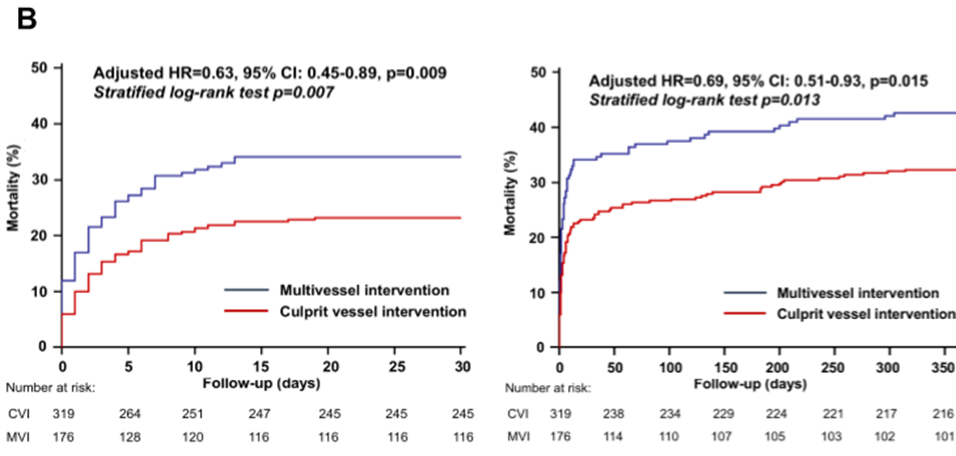 B
Adjusted HR=0.63, 95% CI: 0.45-0.89, p=0.009
Stratified log-rank test p=0.007
Mortality (%)
50
40
30
20
10
0
Multivessel intervention
Culprit vessel intervention
0 5 10 15 20 25 30
Follow-up (days)
Number at risk:
CVI 319 264 251 247 245 245 245
MVI 176 128 120 116 116 116 116
Adjusted HR=0.69, 95% CI: 0.51-0.93, p=0.015
Stratified log-rank test p=0.013
Mortality (%)
50
40
30
20
10
0
Multivessel intervention
Culprit vessel intervention
0 50 100 150 200 250 300 350
Follow-up (days)
Number at risk:
CVI 319 238 234 229 224 221 217 216
MVI 176 114 110 107 105 103 102 101